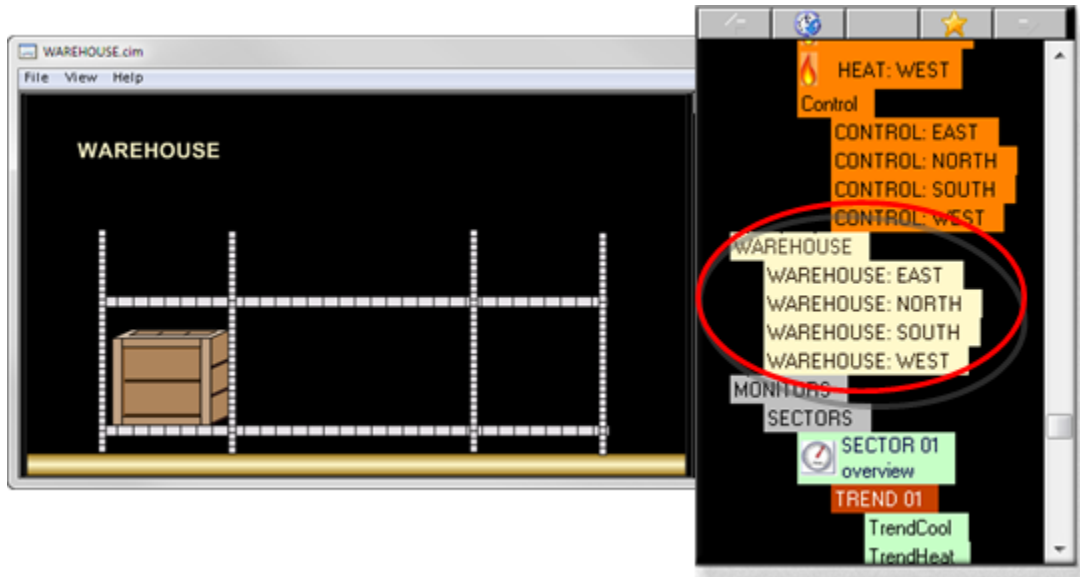 WAREHOUSE.cim
File View Help
WAREHOUSE
HEAT: WEST
Control
CONTROL: EAST
CONTROL: NORTH
CONTROL: SOUTH
CONTROL: WEST
WAREHOUSE
WAREHOUSE: EAST
WAREHOUSE: NORTH
WAREHOUSE: SOUTH
WAREHOUSE: WEST
MONITORS
SECTORS
SECTOR 01
overview
TREND 01
TrendCool
TrendHeat